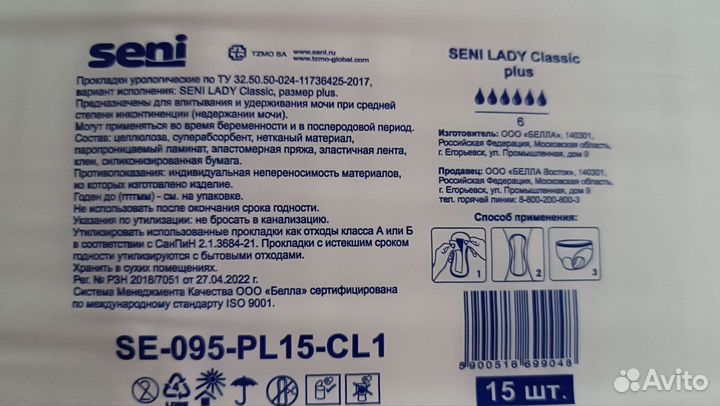 seni
TZMO SA
www.seni.ru
www.tzmo-global.com
Прокладки урологические по ТУ 32.50.50-024-11736425-2017,
вариант исполнения: SENI LADY Classic, размер plus.
Предназначены для впитывания и удерживания мочи при средней
степени инконтиненции (недержании мочи).
Могут применяться во время беременности и в послеродовой период.
Состав: целлюлоза, суперабсорбент, нетканый материал,
паропроницаемый ламинат, эластомерная пряжа, эластичная лента,
клеи, силиконизированная бумага.
Противопоказания: индивидуальная непереносимость материалов,
из которых изготовлено изделие.
Годен до (ггммм) - см. на упаковке.
Не использовать после окончания срока годности.
Указания по утилизации: не бросать в канализацию.
Утилизировать использованные прокладки как отходы класса А или Б
в соответствии с СанПиН 2.1.3684-21. Прокладки с истекшим сроком
годности утилизируются с бытовыми отходами.
Хранить в сухих помещениях.
Рег. № РЗН 2018/7051 от 27.04.2022 г.
Система Менеджмента Качества ООО «Белла» сертифицирована
по международному стандарту ISO 9001.
SE-095-PL15-CL1
SENI LADY Classic
plus
6
Изготовитель: ООО «БЕЛЛА», 140301,
Российская Федерация, Московская область,
г. Егорьевск, ул. Промышленная, дом 9
Продавец: ООО «БЕЛЛА Восток», 140301,
Российская Федерация, Московская область,
г. Егорьевск, ул. Промышленная, дом 9
тел. горячей линии: 8-800-200-800-3
Способ применения:
1
2
3
5900516699048
15 шт.
Avito